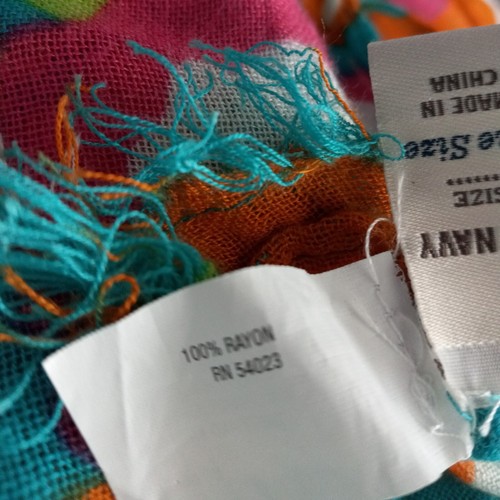 100% RAYON
RN 54023
NAVY
SIZE
Size
MADE IN
CHINA